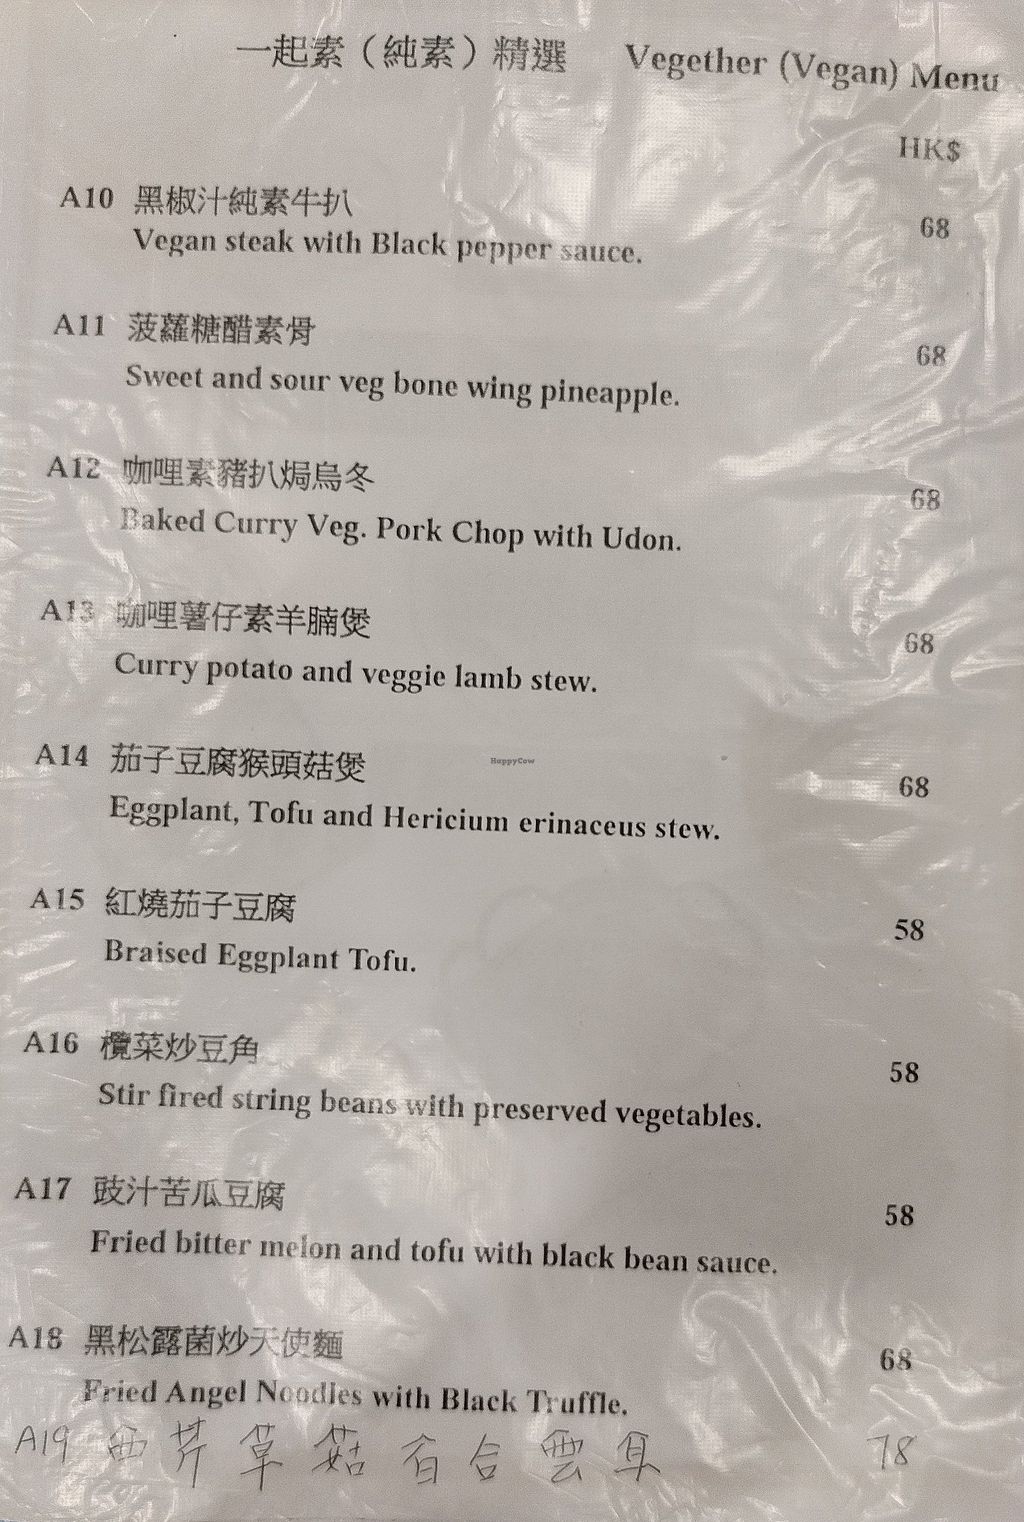 一起素（純素）精選 Vegether (Vegan) Menu
HK$
A10 黑椒汁純素牛扒 68
Vegan steak with Black pepper sauce.
A11 菠蘿糖醋素骨 68
Sweet and sour veg bone wing pineapple.
A12 咖哩素豬扒焗烏冬 68
Baked Curry Veg. Pork Chop with Udon.
A13 咖哩薯仔素羊腩煲 68
Curry potato and veggie lamb stew.
A14 茄子豆腐猴頭菇煲 68
HappyCow
Eggplant, Tofu and Hericium erinaceus stew.
A15 紅燒茄子豆腐 58
Braised Eggplant Tofu.
A16 欖菜炒豆角 58
Stir fired string beans with preserved vegetables.
A17 豉汁苦瓜豆腐 58
Fried bitter melon and tofu with black bean sauce.
A18 黑松露菌炒天使麵 68
Fried Angel Noodles with Black Truffle.
A19 西芹草菇百合雲耳 78